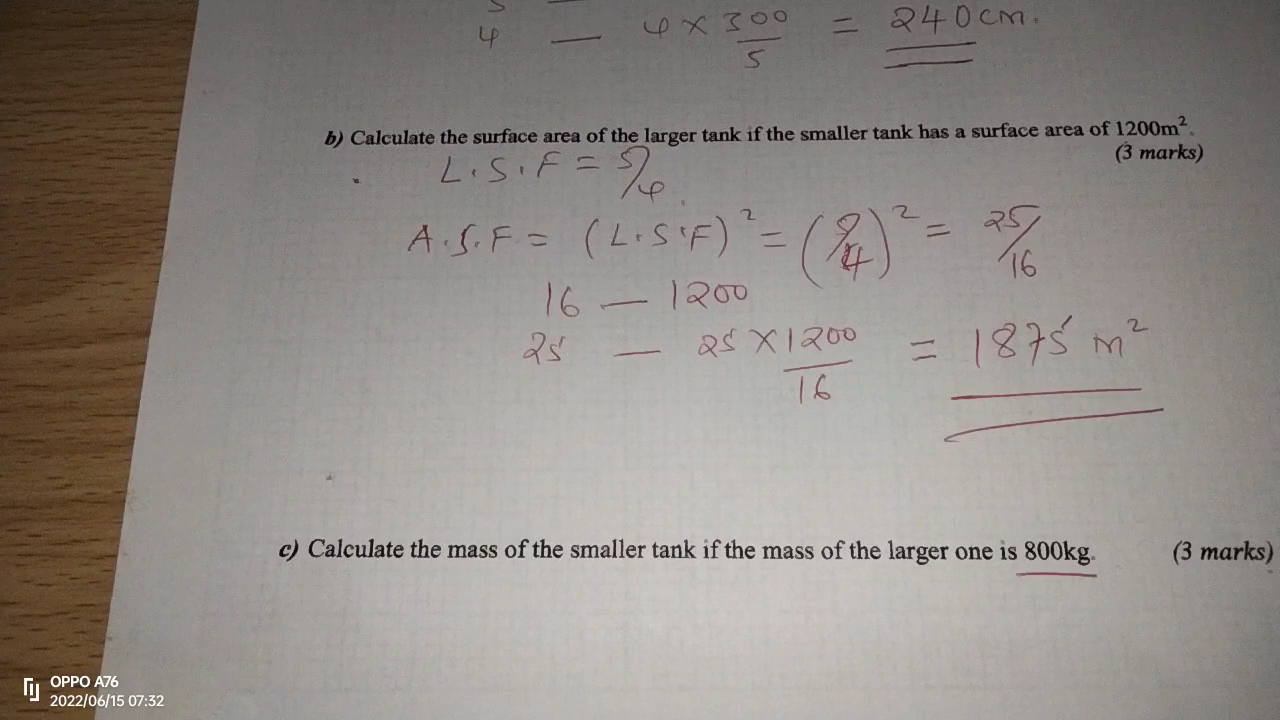 4 — 4 × 300/5 = 240cm.
b) Calculate the surface area of the larger tank if the smaller tank has a surface area of 1200m².
(3 marks)
L.S.F = 5/4.
A.S.F = (L.S.F)² = (5/4)² = 25/16
16 — 1200
25 — 25 × 1200/16 = 1875 m²
c) Calculate the mass of the smaller tank if the mass of the larger one is 800kg. (3 marks)
OPPO A76
2022/06/15 07:32